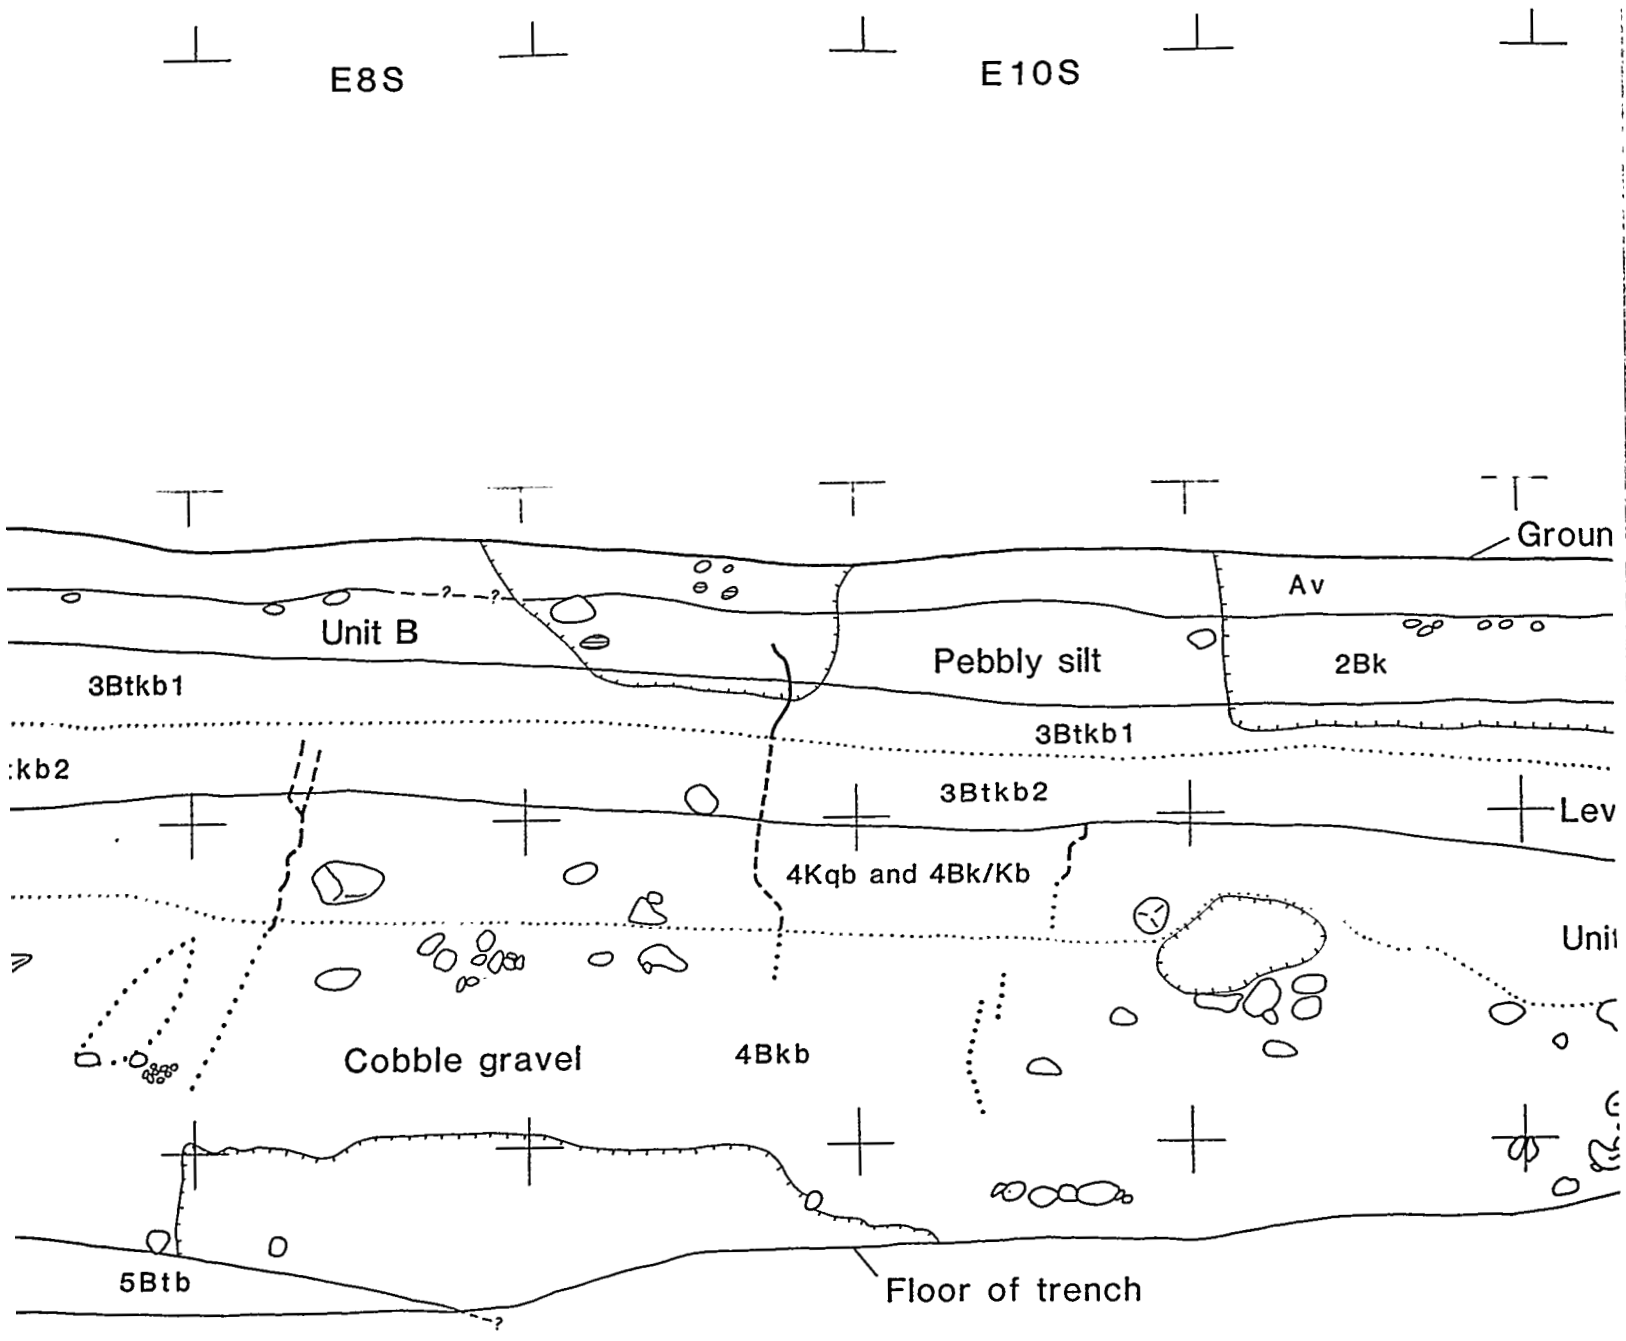 E8S
E10S
Groun
Av
? ?
Unit B
Pebbly silt
2Bk
3Btkb1
3Btkb1
kb2
3Btkb2
Lev
4Kqb and 4Bk/Kb
Uni
Cobble gravel
4Bkb
5Btb
Floor of trench
?